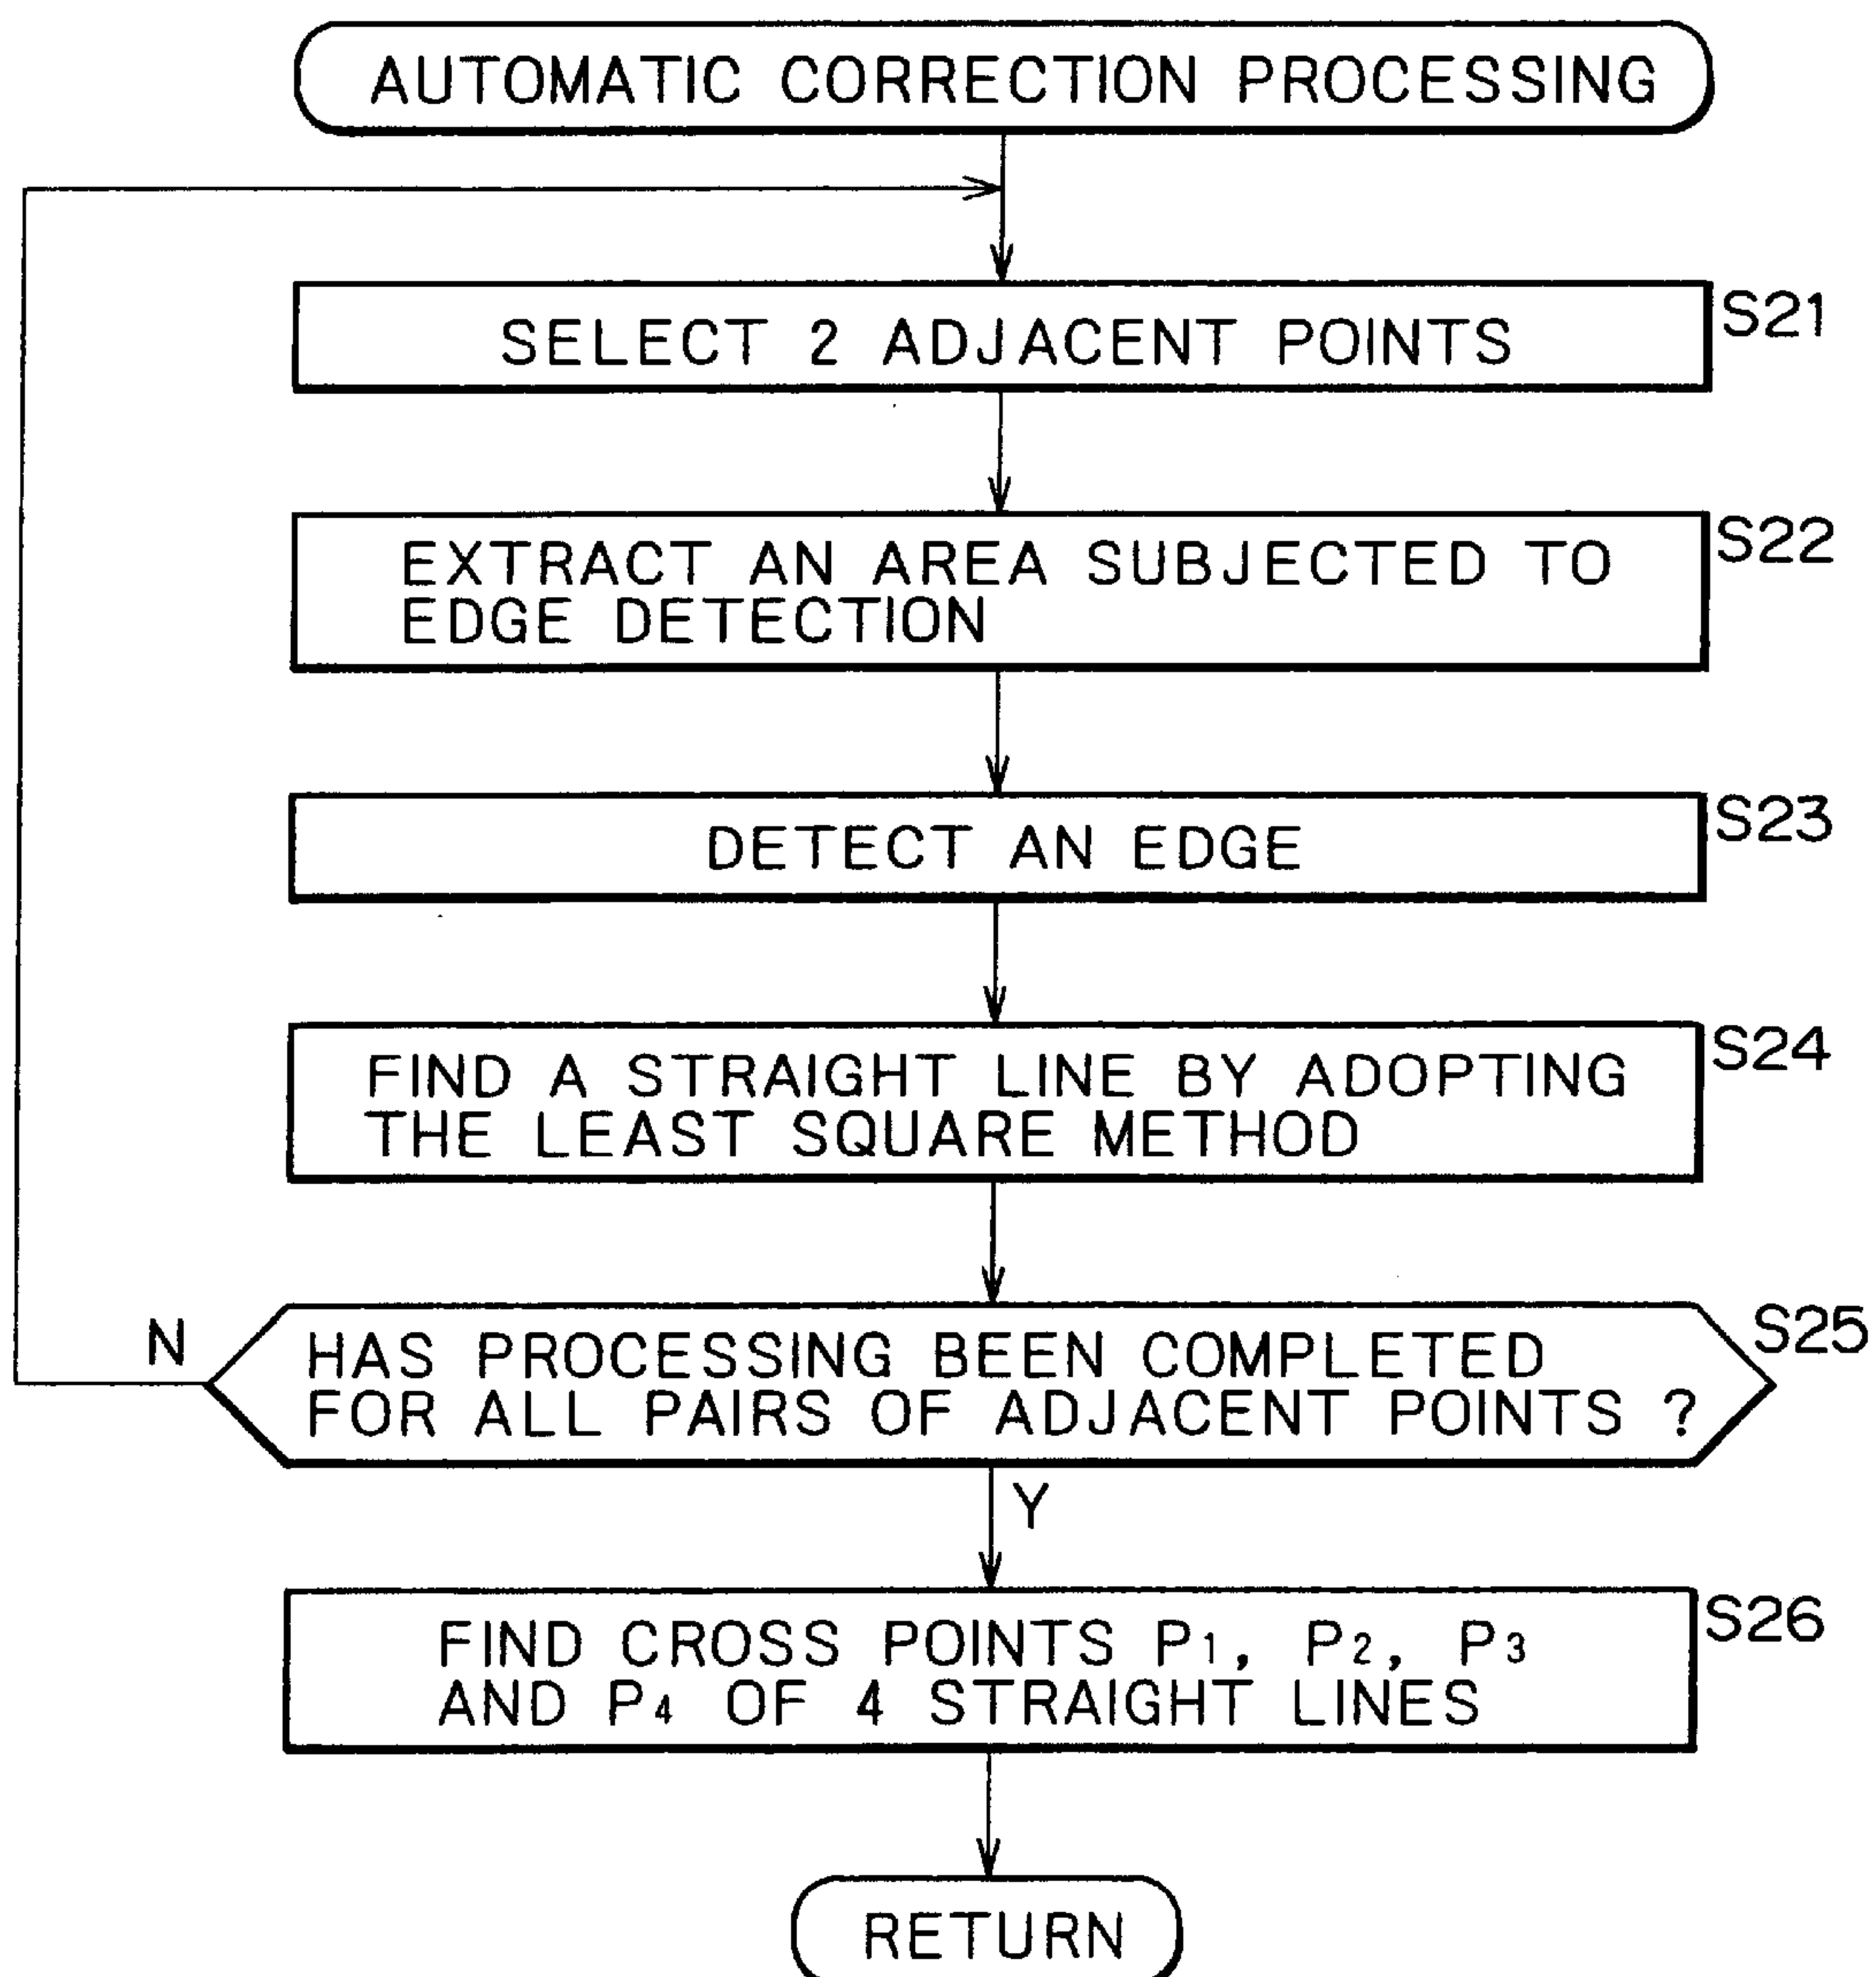 AUTOMATIC CORRECTION PROCESSING
SELECT 2 ADJACENT POINTS
S21
EXTRACT AN AREA SUBJECTED TO
EDGE DETECTION
S22
DETECT AN EDGE
S23
FIND A STRAIGHT LINE BY ADOPTING
THE LEAST SQUARE METHOD
S24
N
HAS PROCESSING BEEN COMPLETED
FOR ALL PAIRS OF ADJACENT POINTS ?
S25
Y
FIND CROSS POINTS P1, P2, P3
AND P4 OF 4 STRAIGHT LINES
S26
RETURN